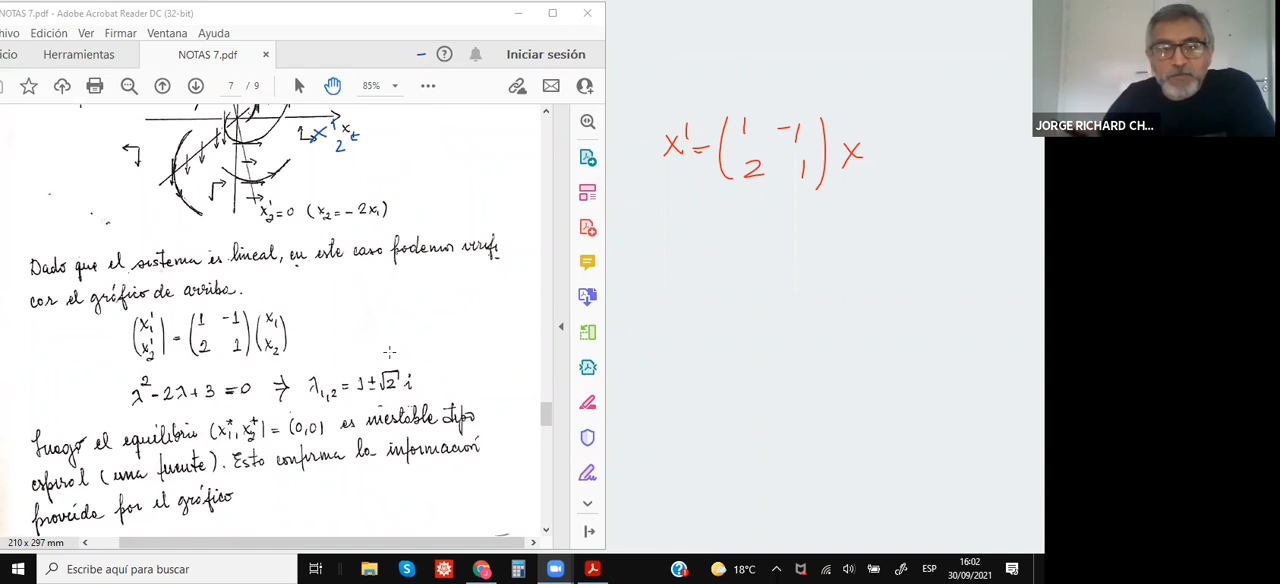 NOTAS 7.pdf - Adobe Acrobat Reader DC (32-bit)
Edición Ver Firmar Ventana Ayuda
Herramientas NOTAS 7.pdf × ? Iniciar sesión
7 / 9 85%
x₂' = 0 (x₂ = -2x₁)
Dado que el sistema es lineal, en este caso podemos verifi
car el gráfico de arriba.
(x₁' x₂') = (1 -1 2 1) (x₁ x₂)
λ² - 2λ + 3 = 0 ⇒ λ₁,₂ = 1 ± √2 i
Luego el equilibrio (x₁*, x₂*) = (0,0) es inestable tipo
espiral (una fuente). Esto confirma la información
proveída por el gráfico
210 x 297 mm
x' = (1 -1 2 1) x
JORGE RICHARD CH...
Escribe aquí para buscar
18°C ESP 16:02
30/09/2021